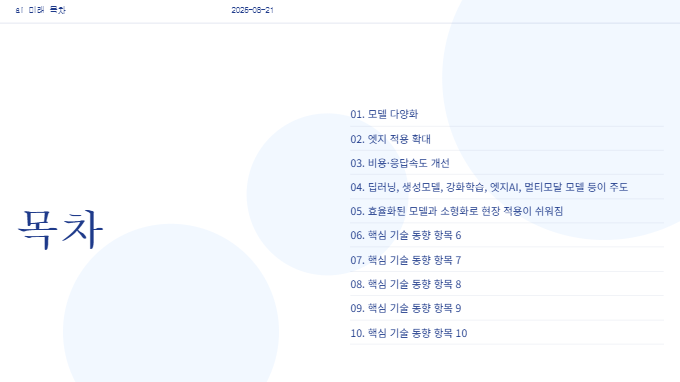 ai 미래 목차
2025-08-21
목차
01. 모델 다양화
02. 엣지 적용 확대
03. 비용·응답속도 개선
04. 딥러닝, 생성모델, 강화학습, 엣지AI, 멀티모달 모델 등이 주도
05. 효율화된 모델과 소형화로 현장 적용이 쉬워짐
06. 핵심 기술 동향 항목 6
07. 핵심 기술 동향 항목 7
08. 핵심 기술 동향 항목 8
09. 핵심 기술 동향 항목 9
10. 핵심 기술 동향 항목 10